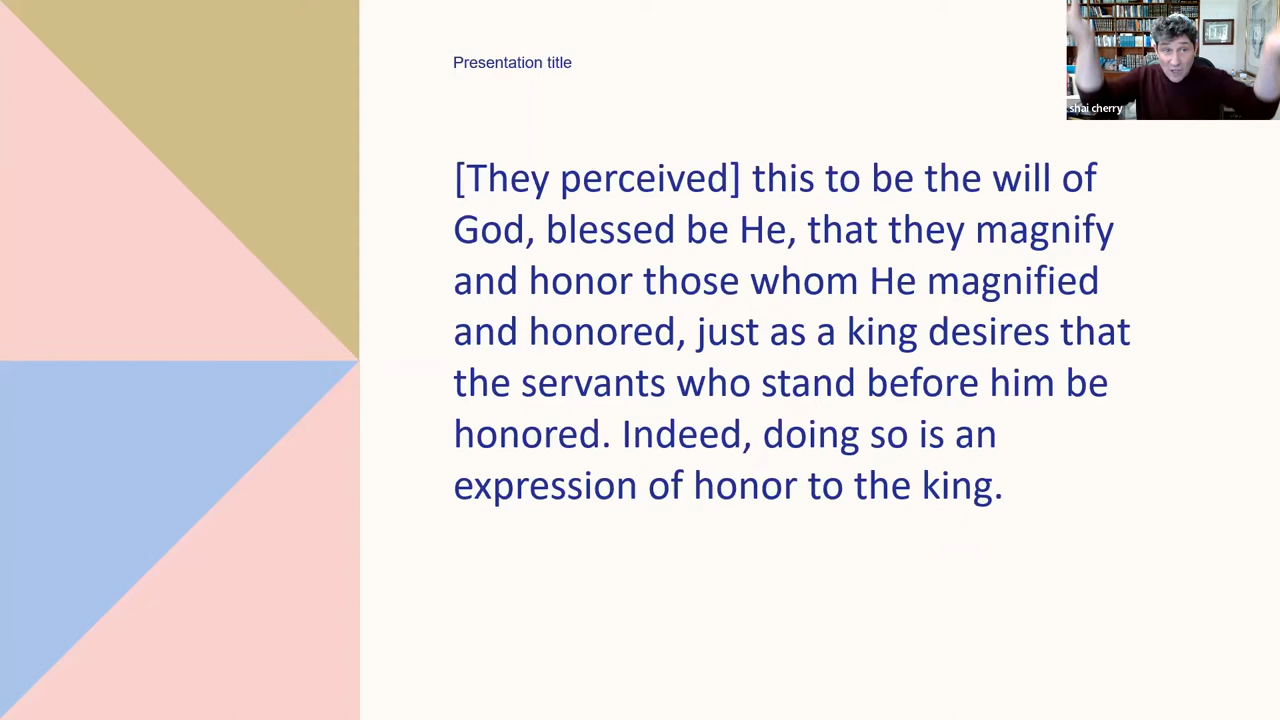 Presentation title
shai cherry
[They perceived] this to be the will of
God, blessed be He, that they magnify
and honor those whom He magnified
and honored, just as a king desires that
the servants who stand before him be
honored. Indeed, doing so is an
expression of honor to the king.